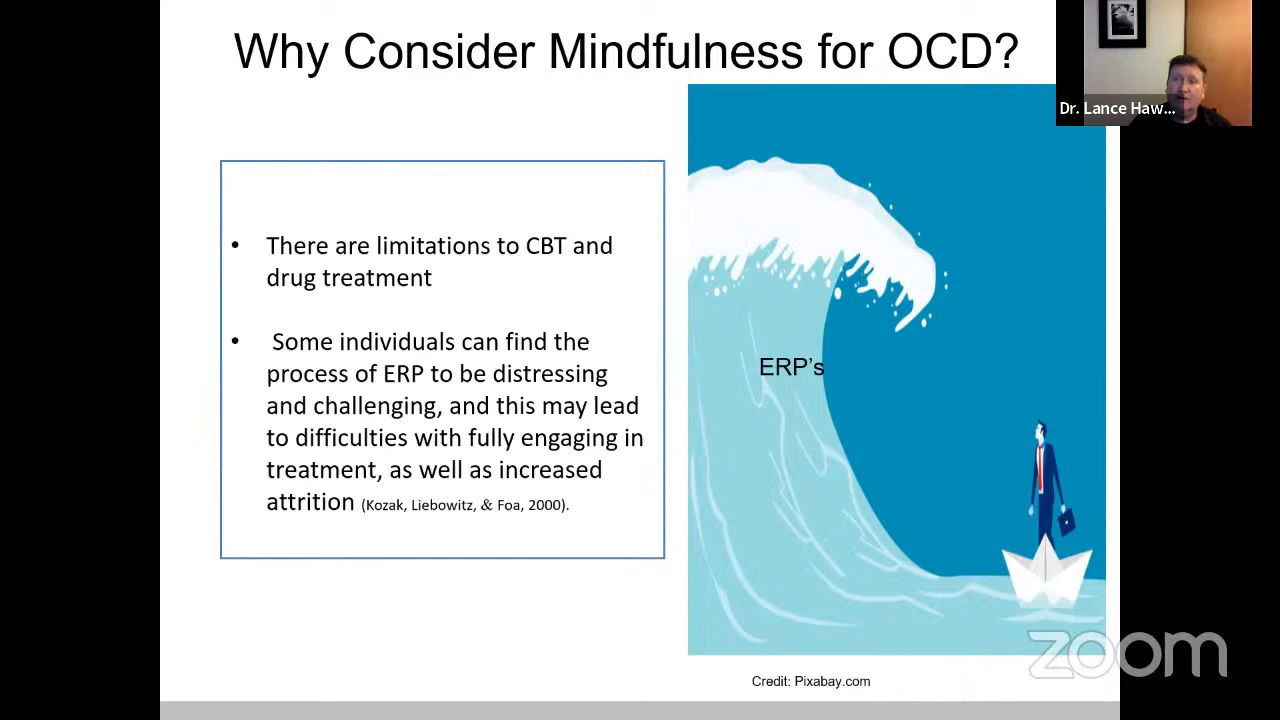 Why Consider Mindfulness for OCD?
Dr. Lance Haw...
• There are limitations to CBT and
drug treatment
• Some individuals can find the
process of ERP to be distressing
and challenging, and this may lead
to difficulties with fully engaging in
treatment, as well as increased
attrition (Kozak, Liebowitz, & Foa, 2000).
ERP's
zoom
Credit: Pixabay.com